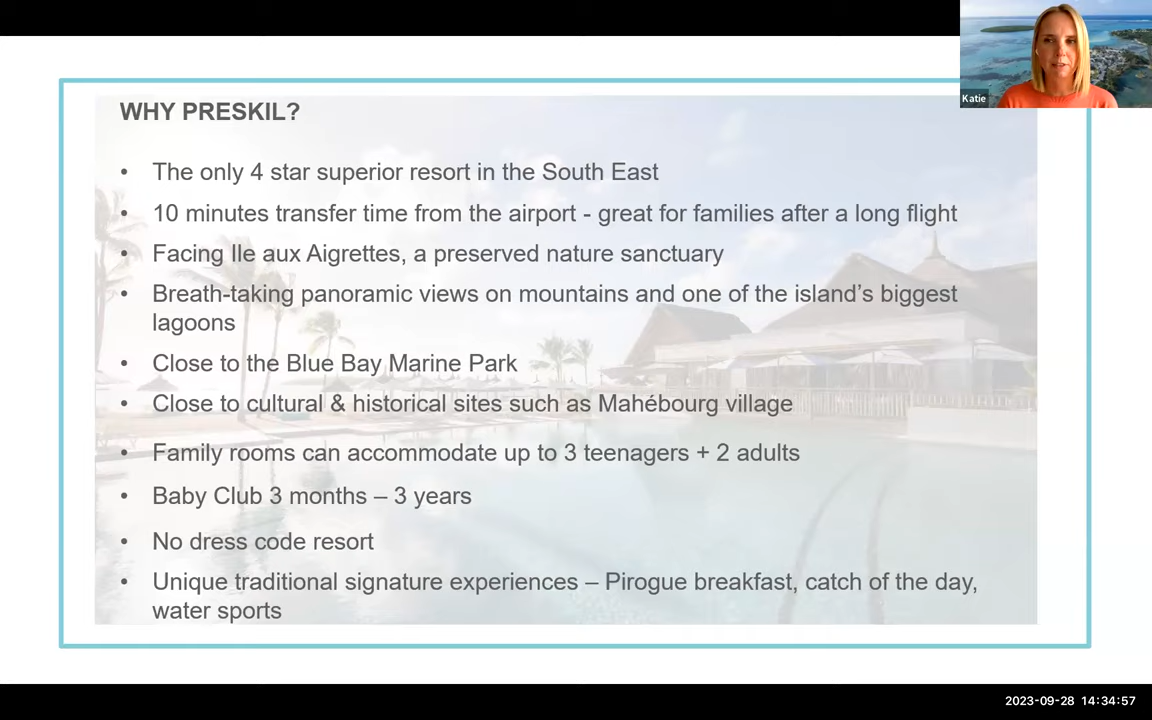 WHY PRESKIL?
• The only 4 star superior resort in the South East
• 10 minutes transfer time from the airport - great for families after a long flight
• Facing Ile aux Aigrettes, a preserved nature sanctuary
• Breath-taking panoramic views on mountains and one of the island’s biggest
lagoons
• Close to the Blue Bay Marine Park
• Close to cultural & historical sites such as Mahébourg village
• Family rooms can accommodate up to 3 teenagers + 2 adults
• Baby Club 3 months – 3 years
• No dress code resort
• Unique traditional signature experiences – Pirogue breakfast, catch of the day,
water sports
Katie
2023-09-28 14:34:57